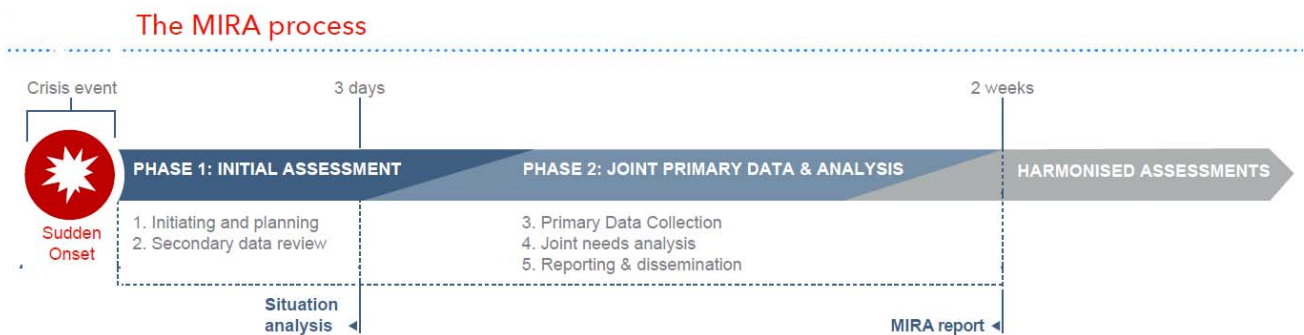 The MIRA process
Crisis event
3 days
2 weeks
PHASE 1: INITIAL ASSESSMENT
PHASE 2: JOINT PRIMARY DATA & ANALYSIS
HARMONISED ASSESSMENTS
Sudden
Onset
1. Initiating and planning
2. Secondary data review
3. Primary Data Collection
4. Joint needs analysis
5. Reporting & dissemination
Situation
analysis
MIRA report